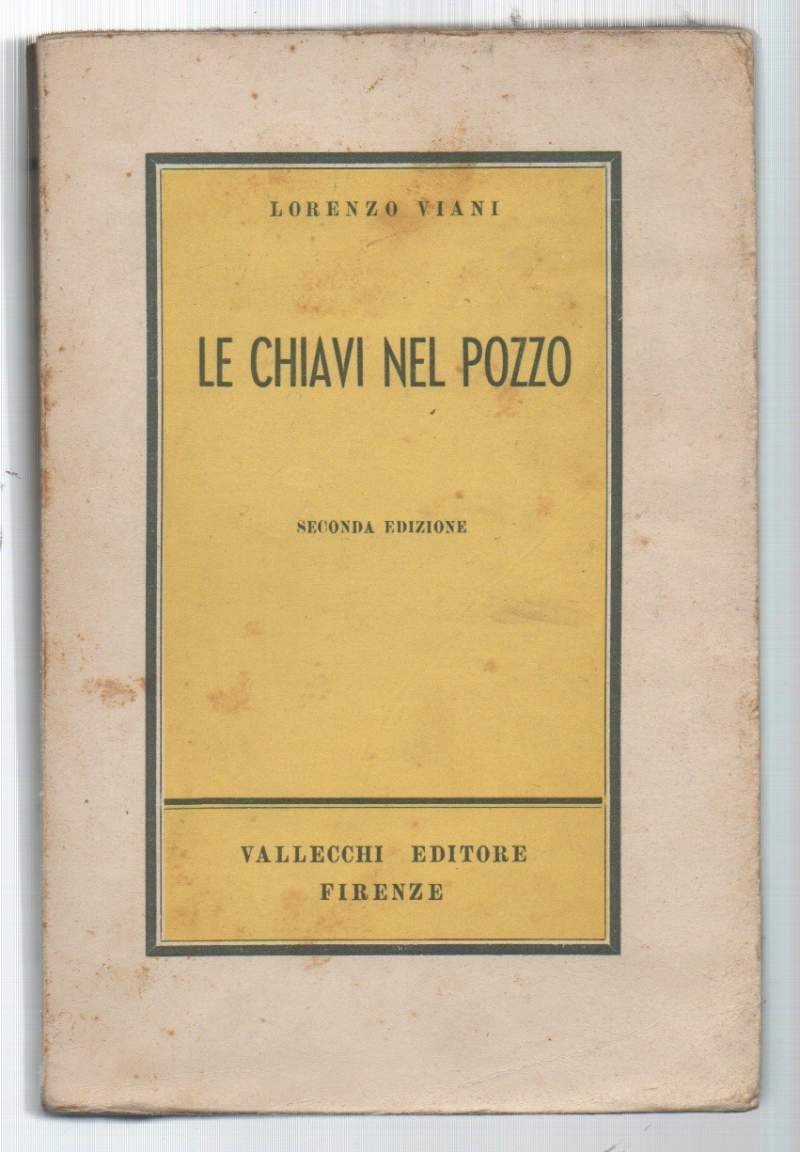 LORENZO VIANI
LE CHIAVI NEL POZZO
SECONDA EDIZIONE
VALLECCHI EDITORE
FIRENZE